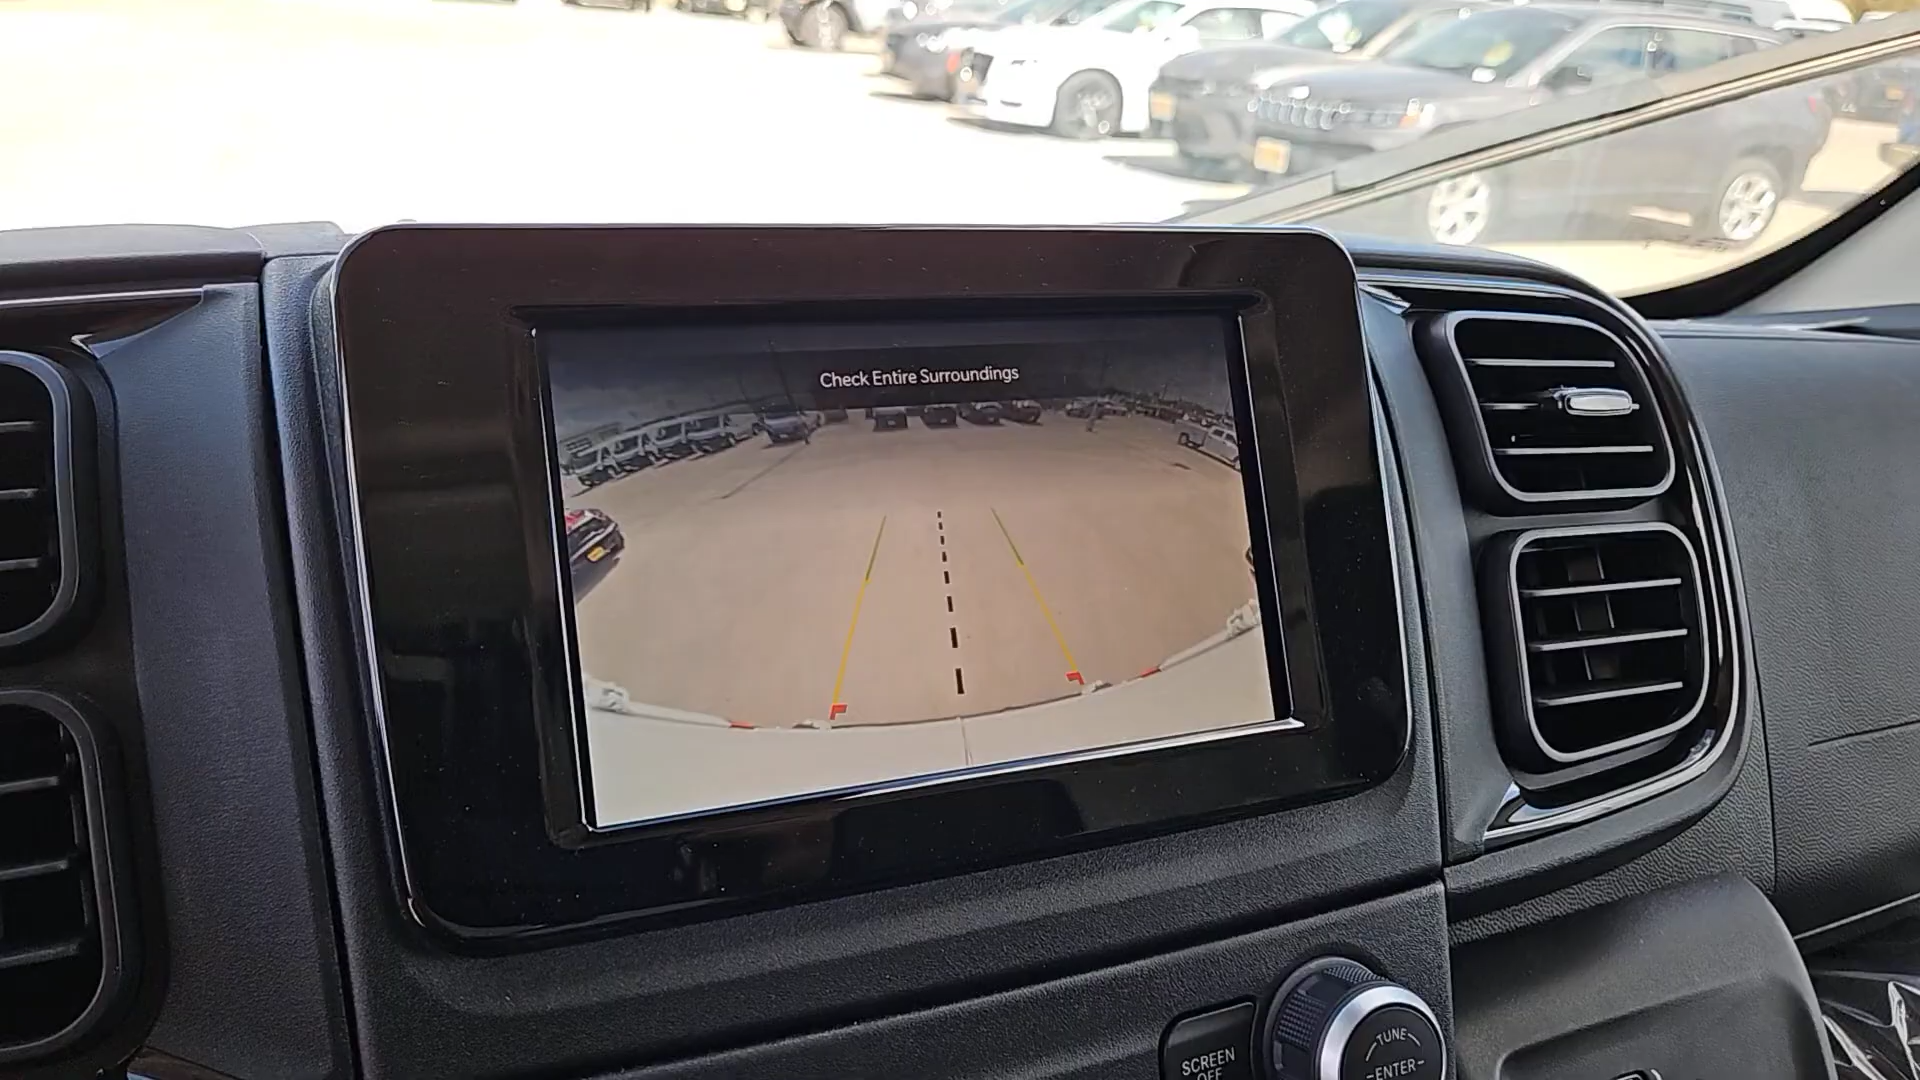 Check Entire Surroundings
SCREEN
OFF
TUNE
ENTER